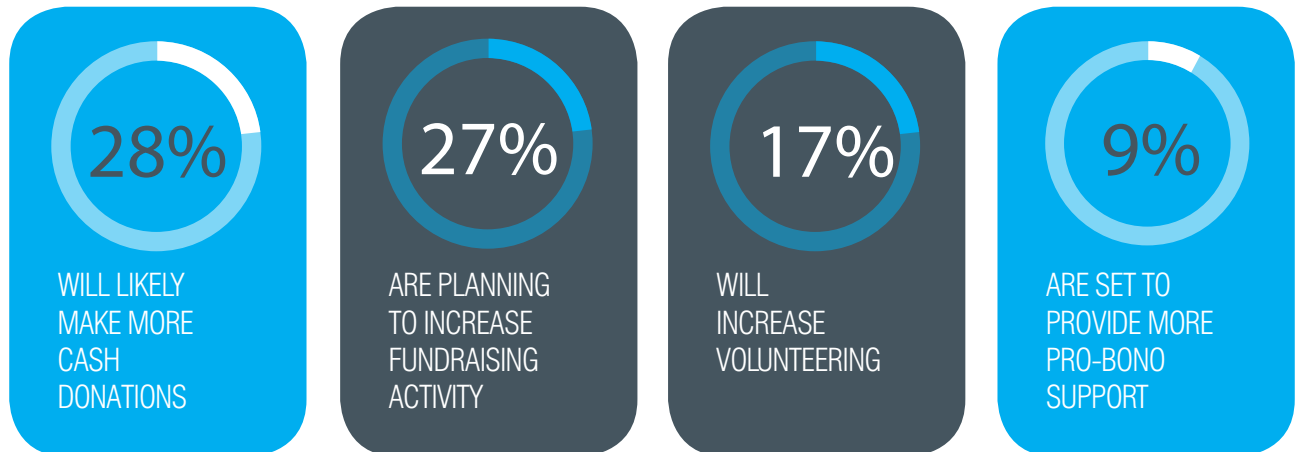 28%
WILL LIKELY
MAKE MORE
CASH
DONATIONS
27%
ARE PLANNING
TO INCREASE
FUNDRAISING
ACTIVITY
17%
WILL
INCREASE
VOLUNTEERING
9%
ARE SET TO
PROVIDE MORE
PRO-BONO
SUPPORT